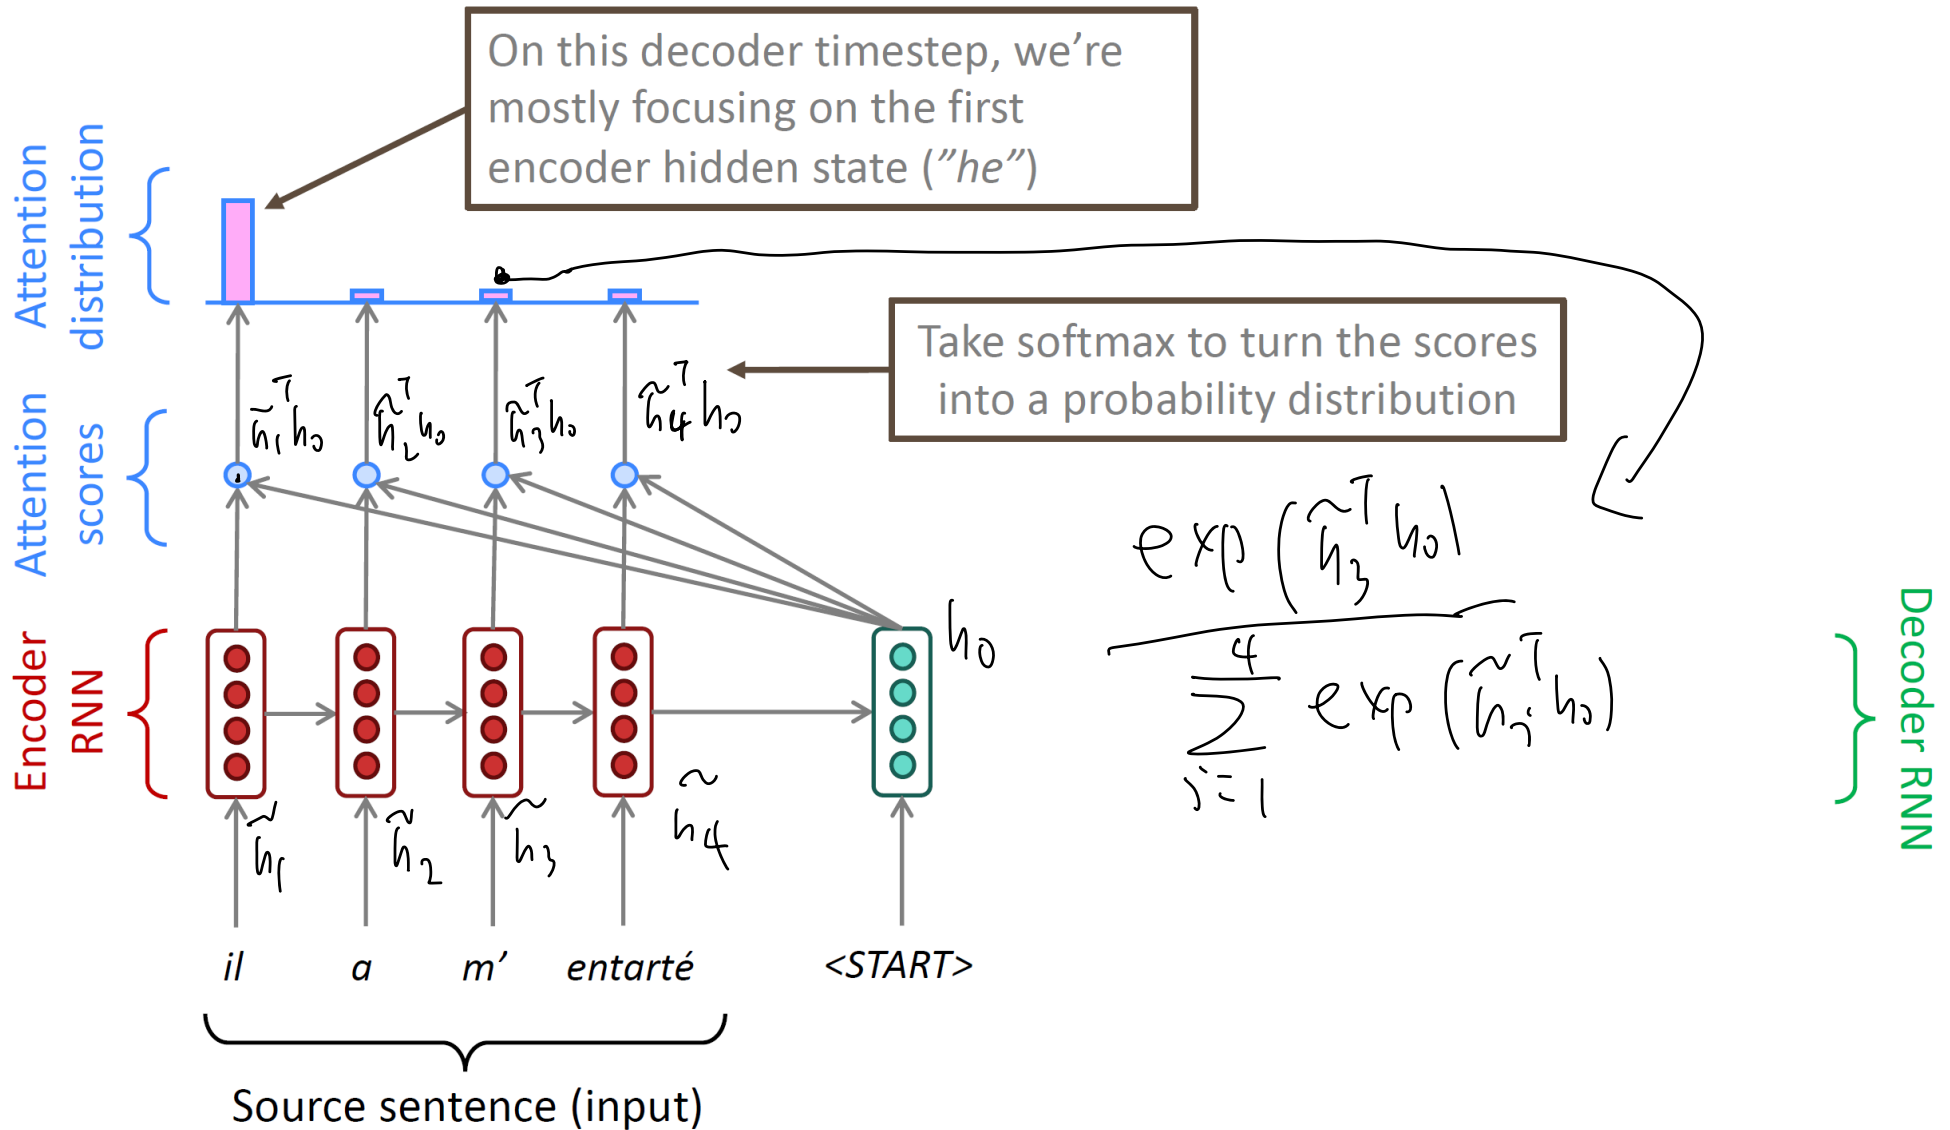 On this decoder timestep, we're
mostly focusing on the first
encoder hidden state (”he”)
Attention
distribution
Take softmax to turn the scores
into a probability distribution
Attention
scores
h̃₁ᵀh₀
h̃₂ᵀh₀
h̃₃ᵀh₀
h̃₄ᵀh₀
exp(h̃₃ᵀh₀)
4
∑ exp(h̃ⱼᵀh₀)
j=1
Encoder
RNN
h₀
Decoder RNN
h̃₁
h̃₂
h̃₃
h̃₄
il
a
m'
entarté
<START>
Source sentence (input)